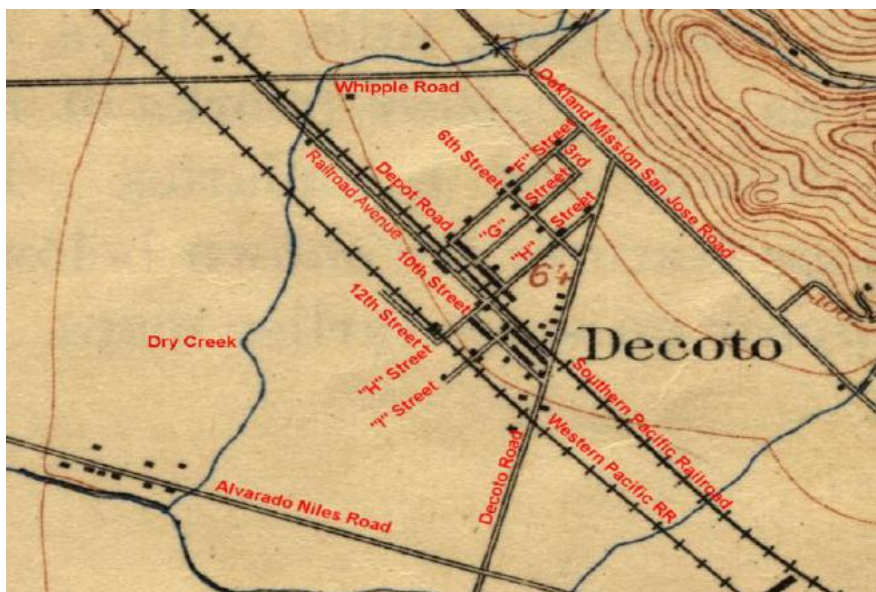 Whipple Road
Oakland Mission San Jose Road
6th Street
"F" Street
3rd
Street
"G"
Street
"H"
Depot Road
Railroad Avenue
10th Street
64
12th Street
Decoto
Dry Creek
"H" Street
"I" Street
Southern Pacific Railroad
Western Pacific RR
Decoto Road
Alvarado Niles Road